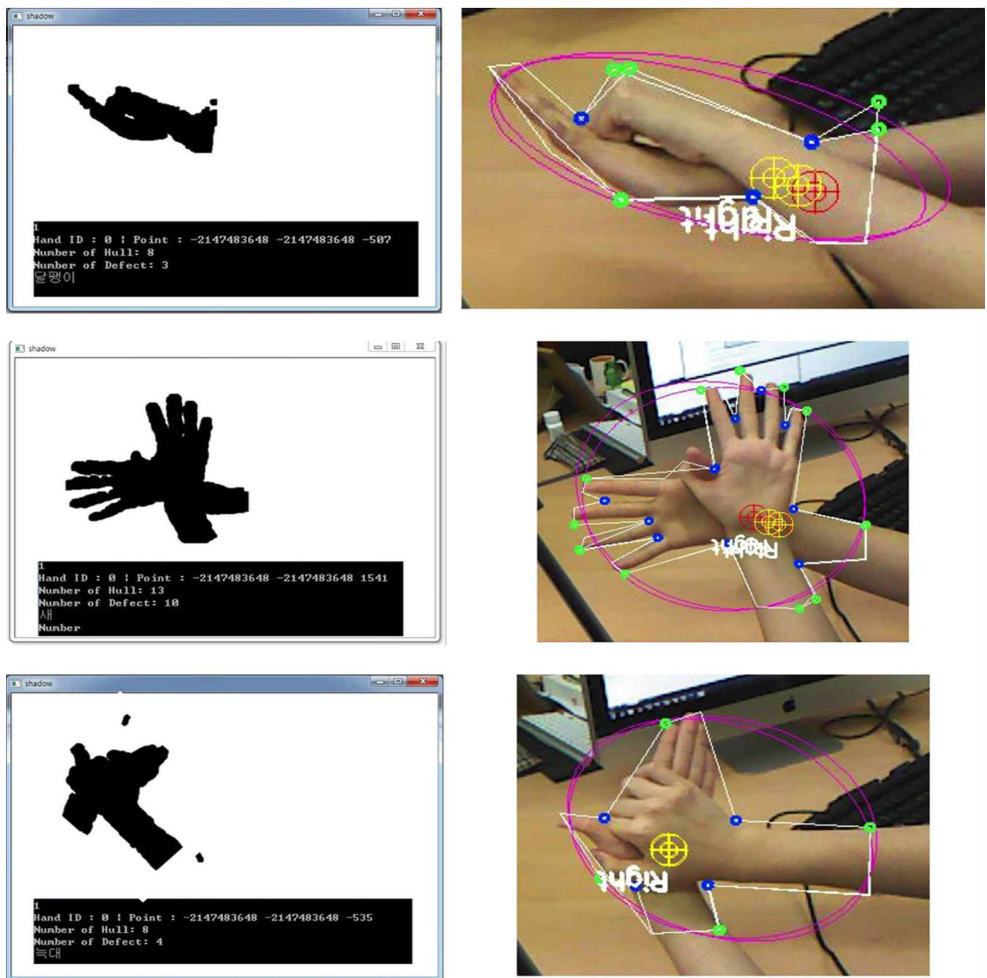 shadow
1
Hand ID : 0 ¦ Point : -2147483648 -2147483648 -507
Number of Hull: 8
Number of Defect: 3
달팽이
Right
shadow
1
Hand ID : 0 ¦ Point : -2147483648 -2147483648 1541
Number of Hull: 13
Number of Defect: 10
새
Number
Right
shadow
1
Hand ID : 0 ¦ Point : -2147483648 -2147483648 -535
Number of Hull: 8
Number of Defect: 4
늑대
Right